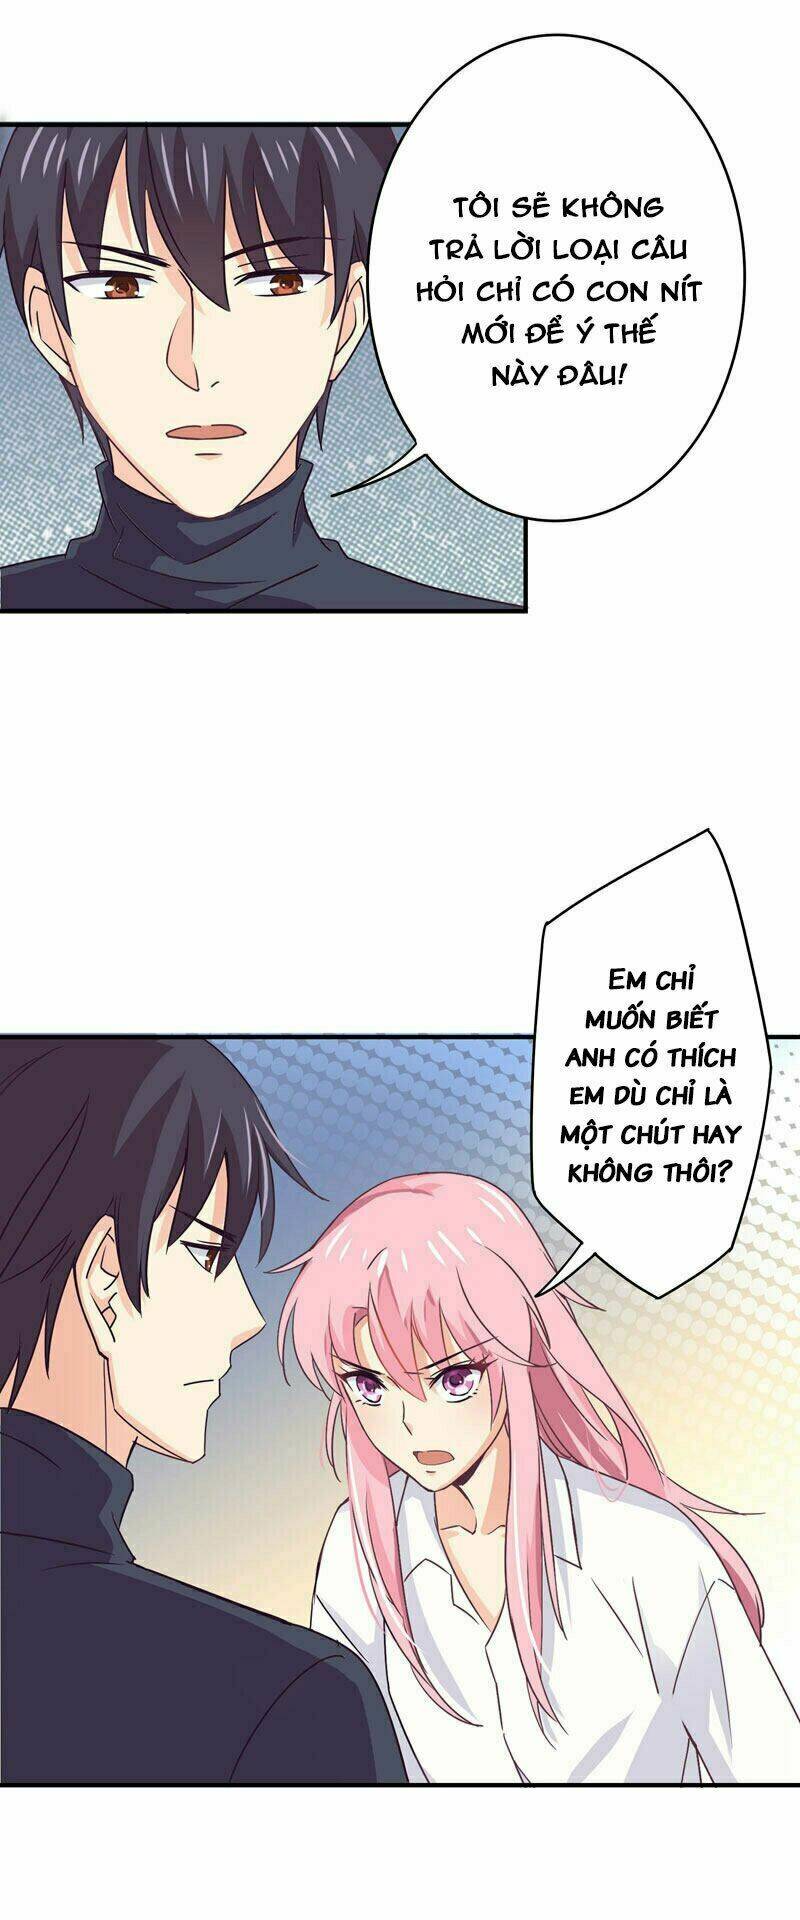 TÔI SẼ KHÔNG
TRẢ LỜI LOẠI CÂU
HỎI CHỈ CÓ CON NÍT
MỚI ĐỂ Ý THẾ
NÀY ĐÂU!
EM CHỈ
MUỐN BIẾT
ANH CÓ THÍCH
EM DÙ CHỈ LÀ
MỘT CHÚT HAY
KHÔNG THÔI?